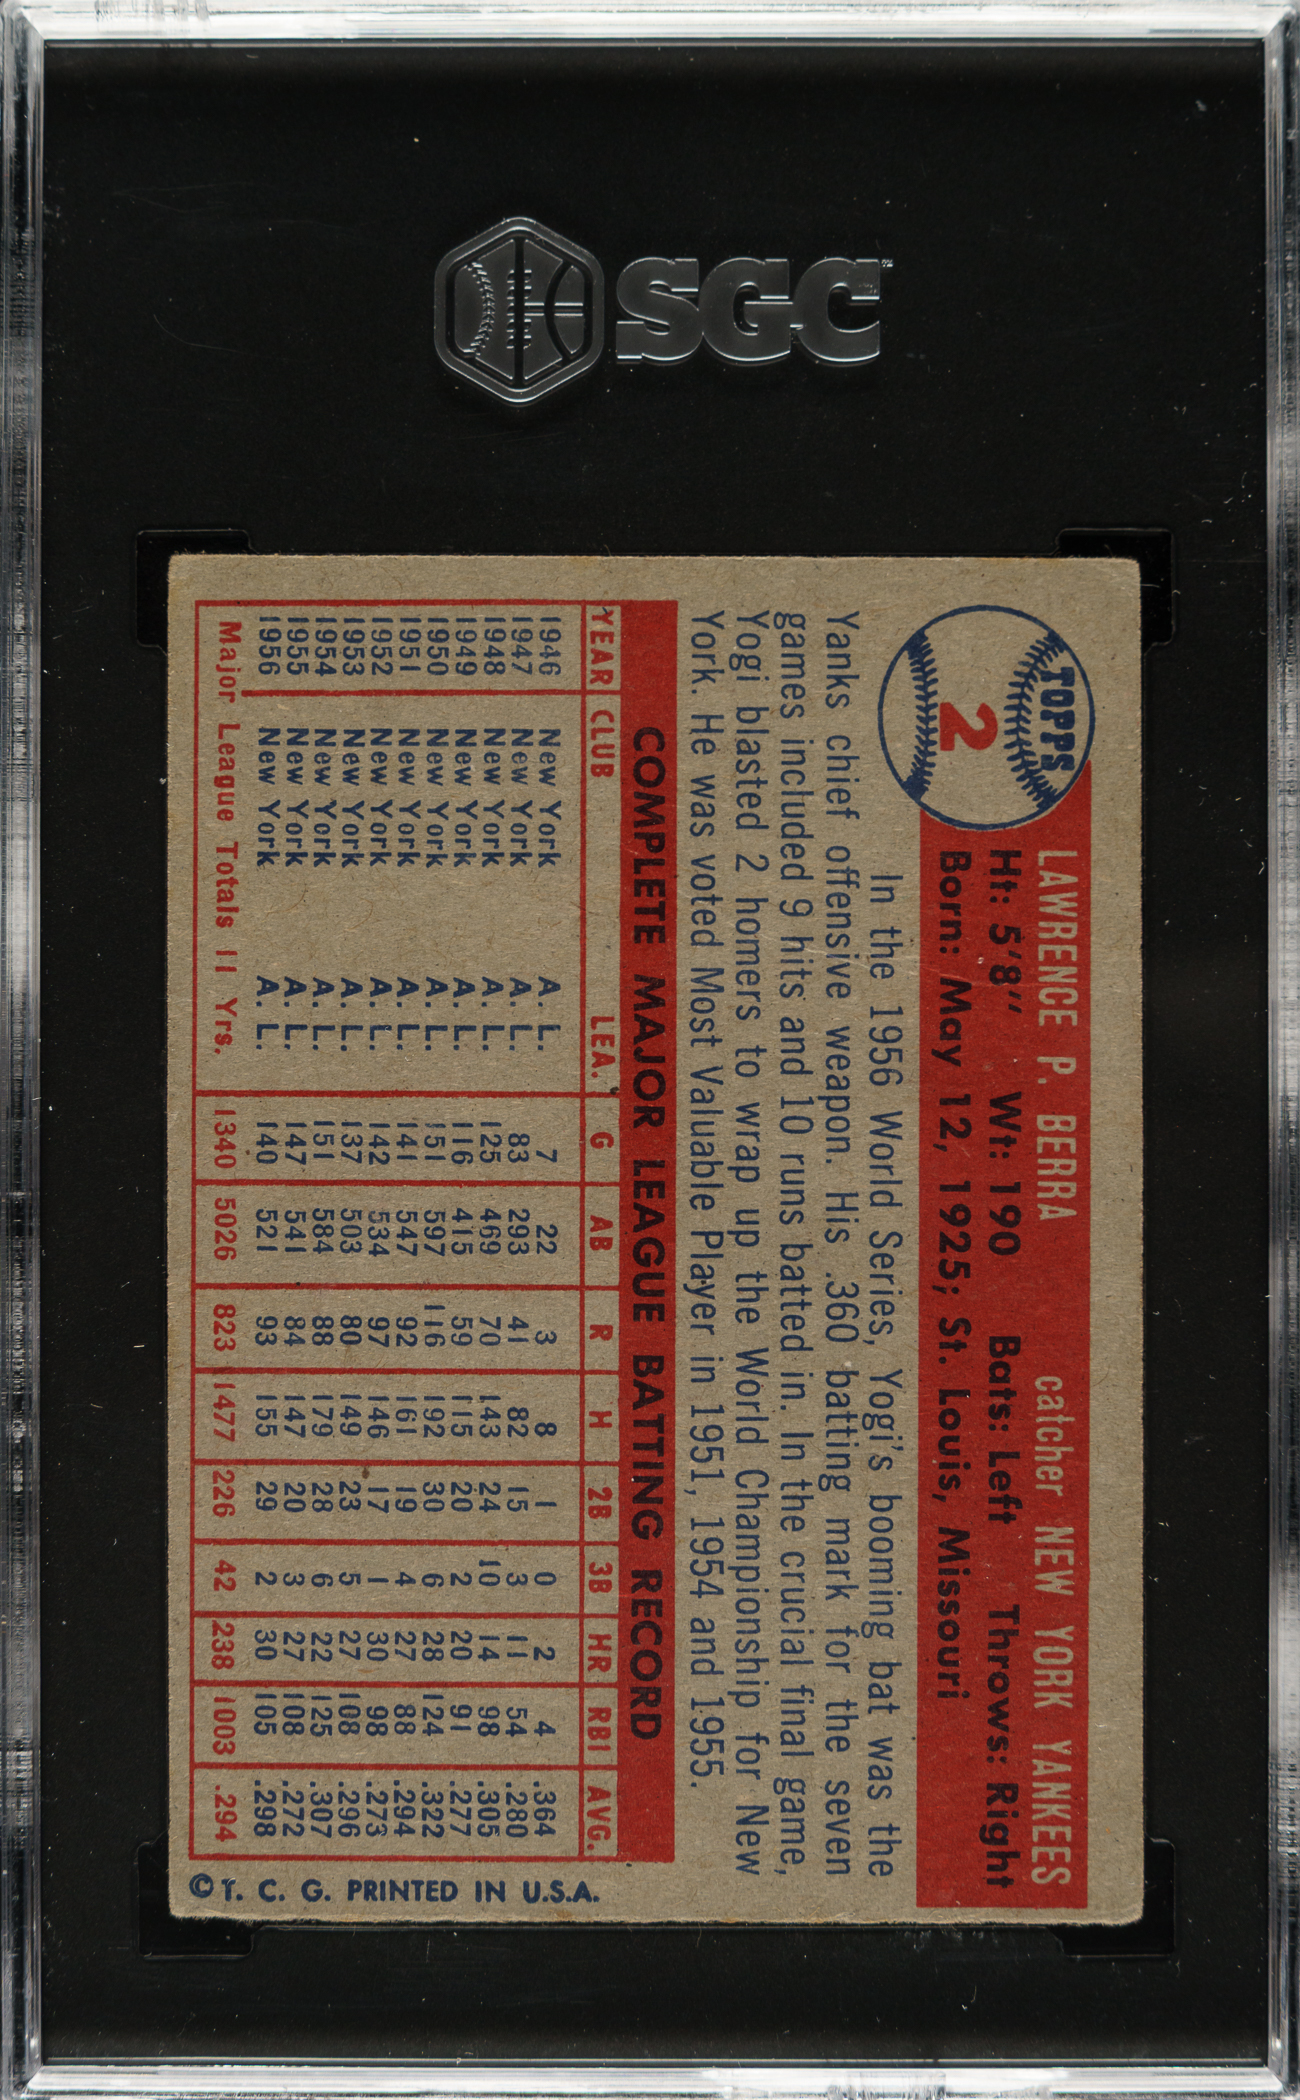 SGC
TOPPS
2
LAWRENCE P. BERRA catcher NEW YORK YANKEES
Ht: 5'8" Wt: 190 Bats: Left Throws: Right
Born: May 12, 1925; St. Louis, Missouri
In the 1956 World Series, Yogi's booming bat was the
Yanks chief offensive weapon. His .360 batting mark for the seven
games included 9 hits and 10 runs batted in. In the crucial final game,
Yogi blasted 2 homers to wrap up the World Championship for New
York. He was voted Most Valuable Player in 1951, 1954 and 1955.
COMPLETE MAJOR LEAGUE BATTING RECORD
YEAR CLUB LEA. G AB R H 2B 3B HR RBI AVG.
1946 New York A. L. 7 22 3 8 1 0 2 4 .364
1947 New York A. L. 83 293 41 82 15 3 11 54 .280
1948 New York A. L. 125 469 70 143 24 10 14 98 .305
1949 New York A. L. 116 415 59 115 20 2 20 91 .277
1950 New York A. L. 151 597 116 192 30 6 28 124 .322
1951 New York A. L. 141 547 92 161 19 4 27 88 .294
1952 New York A. L. 142 534 97 146 17 1 30 98 .273
1953 New York A. L. 137 503 80 149 23 5 27 108 .296
1954 New York A. L. 151 584 88 179 28 6 22 125 .307
1955 New York A. L. 147 541 84 147 20 3 27 108 .272
1956 New York A. L. 140 521 93 155 29 2 30 105 .298
Major League Totals 11 Yrs. 1340 5026 823 1477 226 42 238 1003 .294
© T. C. G. PRINTED IN U.S.A.